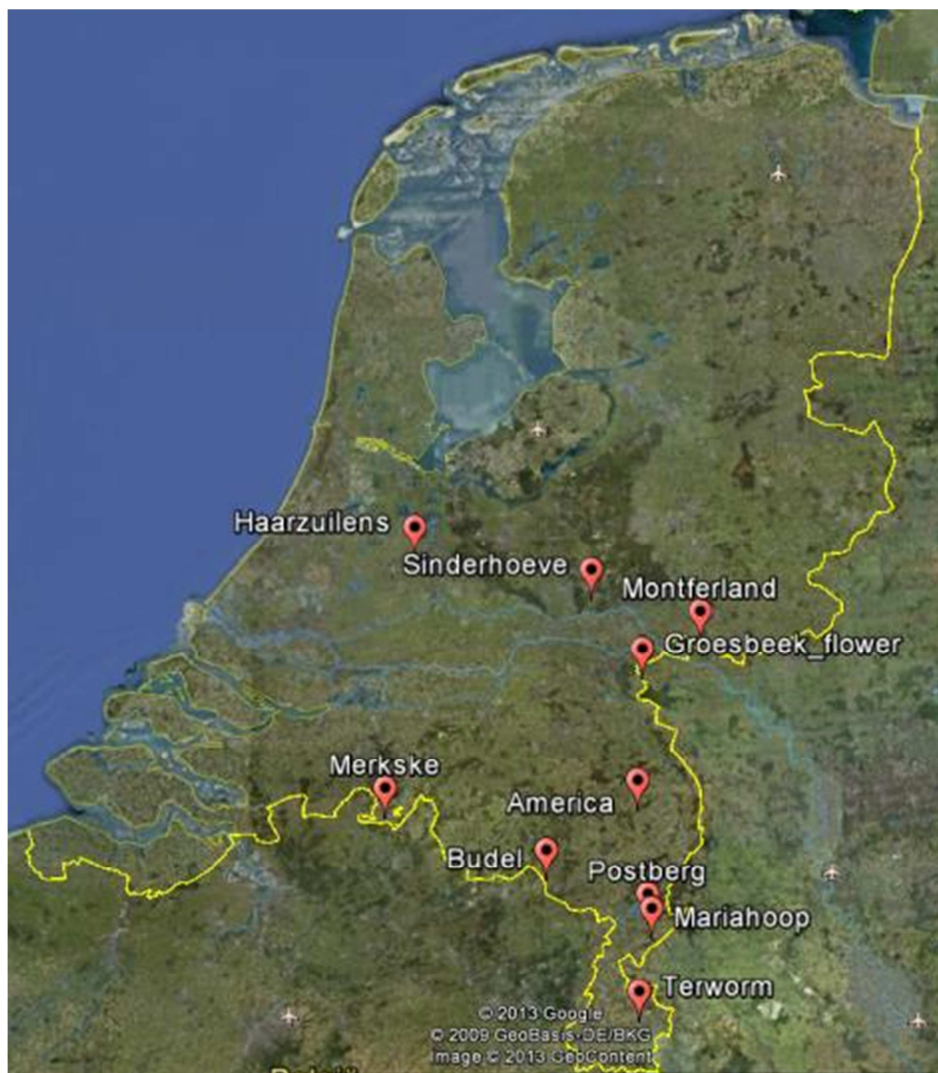 Haarzuilens
Sinderhoeve
Montferland
Groesbeek_flower
Merkske
America
Budel
Postberg
Mariahoop
Terworm
© 2013 Google
© 2009 GeoBasis-DE/BKG
Image © 2013 GeoContent